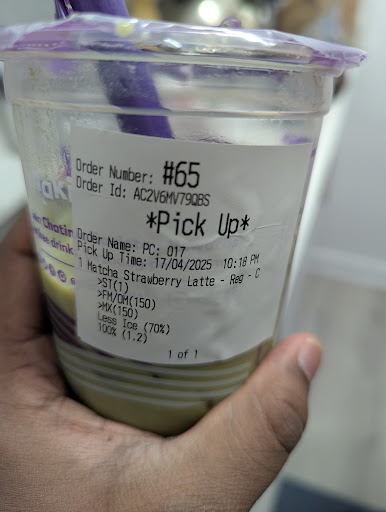 Order Number: #65
Order Id: AC2V6MV79QBS
*Pick Up*
Order Name: PC: 017
Pick Up Time: 17/04/2025 10:18 PM
1 Matcha Strawberry Latte - Reg - C
>ST(1)
>FM/OM(150)
>MX(150)
Less Ice (70%)
100% (1.2)
1 of 1
Chatim
drink